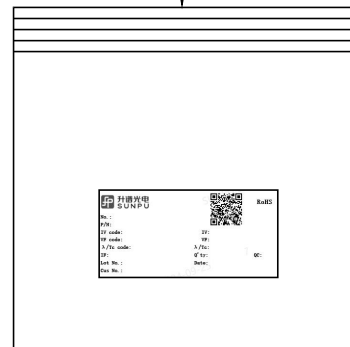 升谱光电
SUNPU
RoHS
No.:
P/N:
IV code: IV:
VF code: VF:
λ/Tc code: λ/Tc:
IF: Q'ty: QC:
Lot No.: Date:
Cus No.: